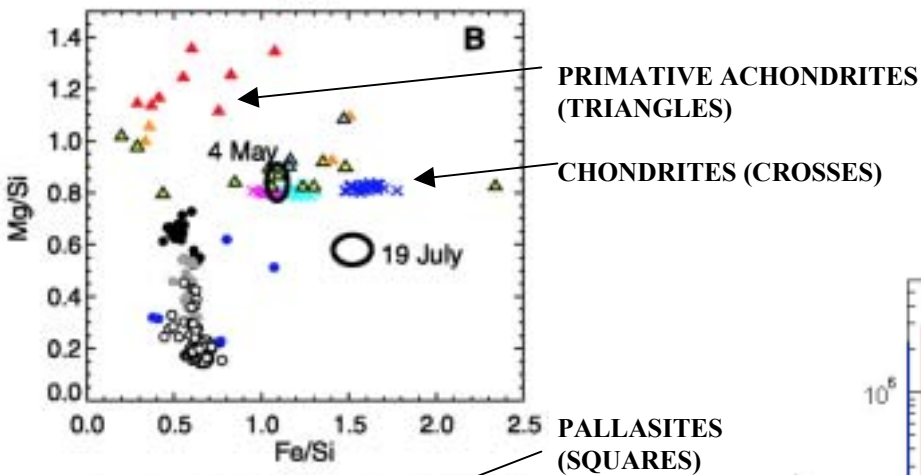 B
1.4
1.2
1.0
0.8
0.6
0.4
0.2
0.0
Mg/Si
4 May
19 July
0.0 0.5 1.0 1.5 2.0 2.5
Fe/Si
PRIMATIVE ACHONDRITES
(TRIANGLES)
CHONDRITES (CROSSES)
PALLASITES
(SQUARES)